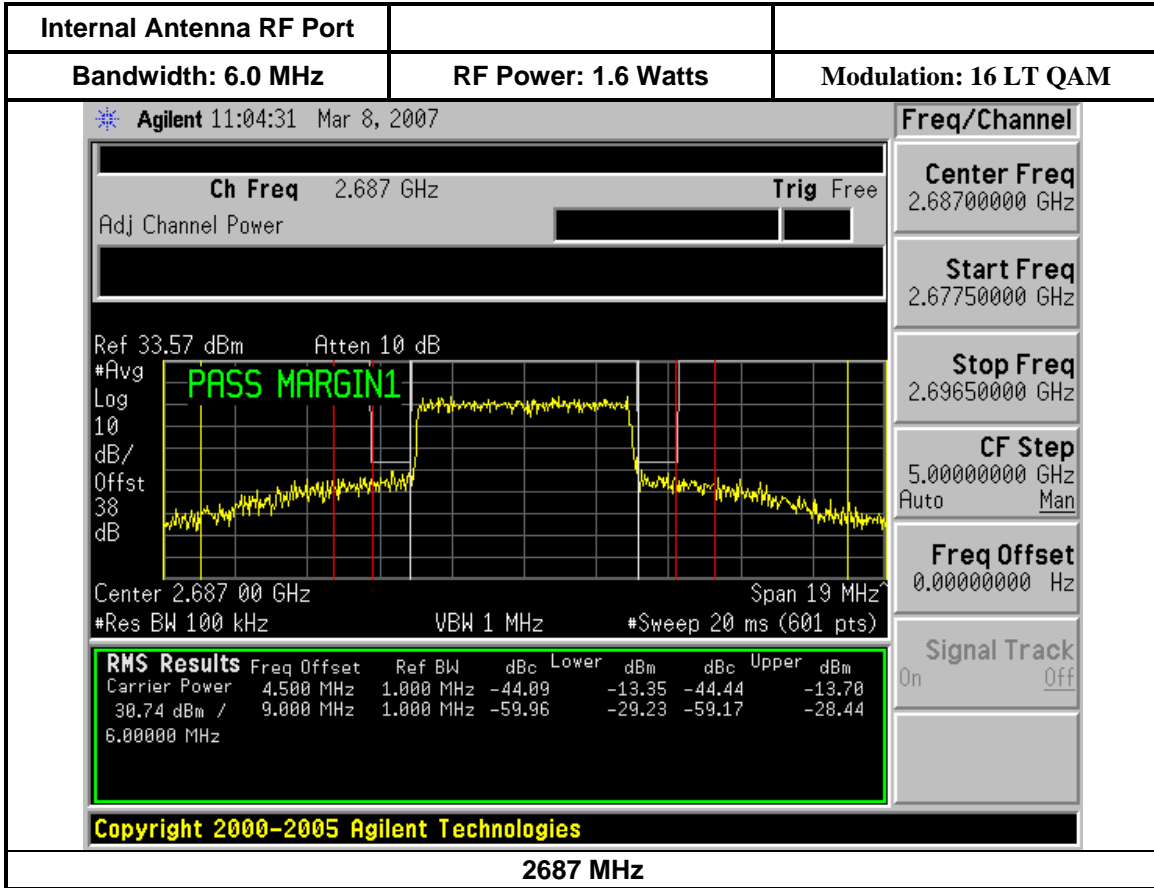 Internal Antenna RF Port
Bandwidth: 6.0 MHz RF Power: 1.6 Watts Modulation: 16 LT QAM
Agilent 11:04:31 Mar 8, 2007 Freq/Channel
Ch Freq 2.687 GHz Trig Free
Adj Channel Power
Center Freq
2.68700000 GHz
Start Freq
2.67750000 GHz
Stop Freq
2.69650000 GHz
CF Step
5.00000000 GHz
Auto Man
Freq Offset
0.00000000 Hz
Signal Track
On Off
Ref 33.57 dBm Atten 10 dB
#Avg
Log
10
dB/
Offst
38
dB
PASS MARGIN1
Center 2.687 00 GHz Span 19 MHz^
#Res BW 100 kHz VBW 1 MHz #Sweep 20 ms (601 pts)
RMS Results Freq Offset Ref BW dBc Lower dBm dBc Upper dBm
Carrier Power 4.500 MHz 1.000 MHz -44.09 -13.35 -44.44 -13.70
30.74 dBm / 9.000 MHz 1.000 MHz -59.96 -29.23 -59.17 -28.44
6.00000 MHz
Copyright 2000-2005 Agilent Technologies
2687 MHz